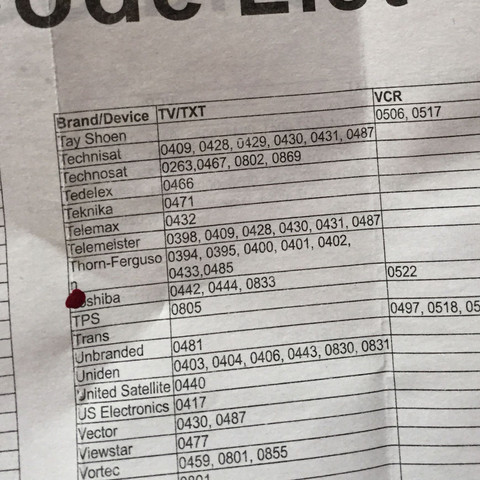 Brand/Device TV/TXT VCR
Tay Shoen 0506, 0517
Technisat 0409, 0428, 0429, 0430, 0431, 0487
Technosat 0263,0467, 0802, 0869
Tedelex 0466
Teknika 0471
Telemax 0432
Telemeister 0398, 0409, 0428, 0430, 0431, 0487
Thorn-Ferguso 0394, 0395, 0400, 0401, 0402,
n 0433,0485
shiba 0442, 0444, 0833 0522
TPS 0805
Trans 0497, 0518,
Unbranded 0481
Uniden 0403, 0404, 0406, 0443, 0830, 0831
United Satellite 0440
US Electronics 0417
Vector 0430, 0487
Viewstar 0477
Vortec 0459, 0801, 0855